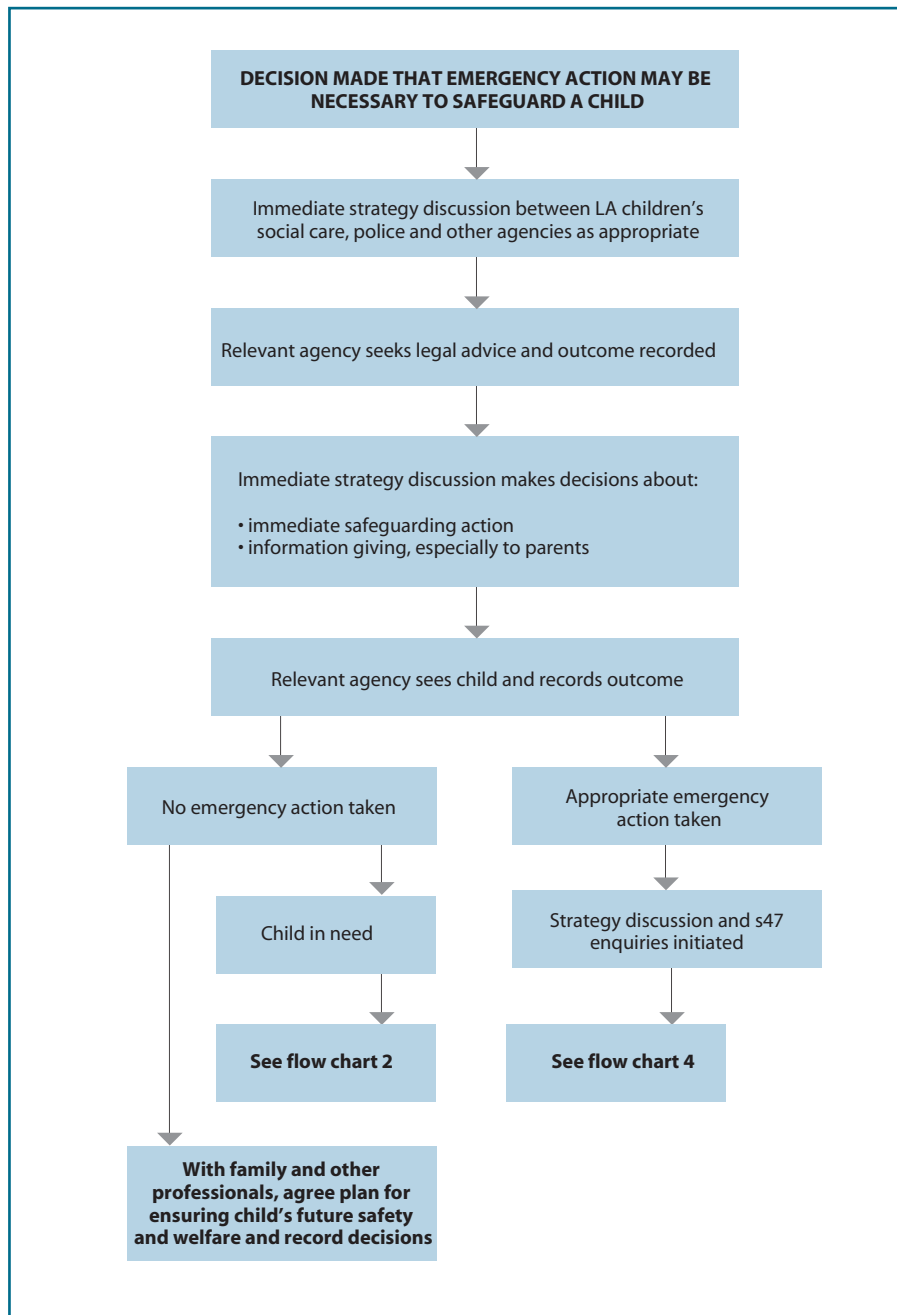 DECISION MADE THAT EMERGENCY ACTION MAY BE
NECESSARY TO SAFEGUARD A CHILD
Immediate strategy discussion between LA children’s
social care, police and other agencies as appropriate
Relevant agency seeks legal advice and outcome recorded
Immediate strategy discussion makes decisions about:
• immediate safeguarding action
• information giving, especially to parents
Relevant agency sees child and records outcome
No emergency action taken
Appropriate emergency
action taken
Child in need
Strategy discussion and s47
enquiries initiated
See flow chart 2
See flow chart 4
With family and other
professionals, agree plan for
ensuring child’s future safety
and welfare and record decisions